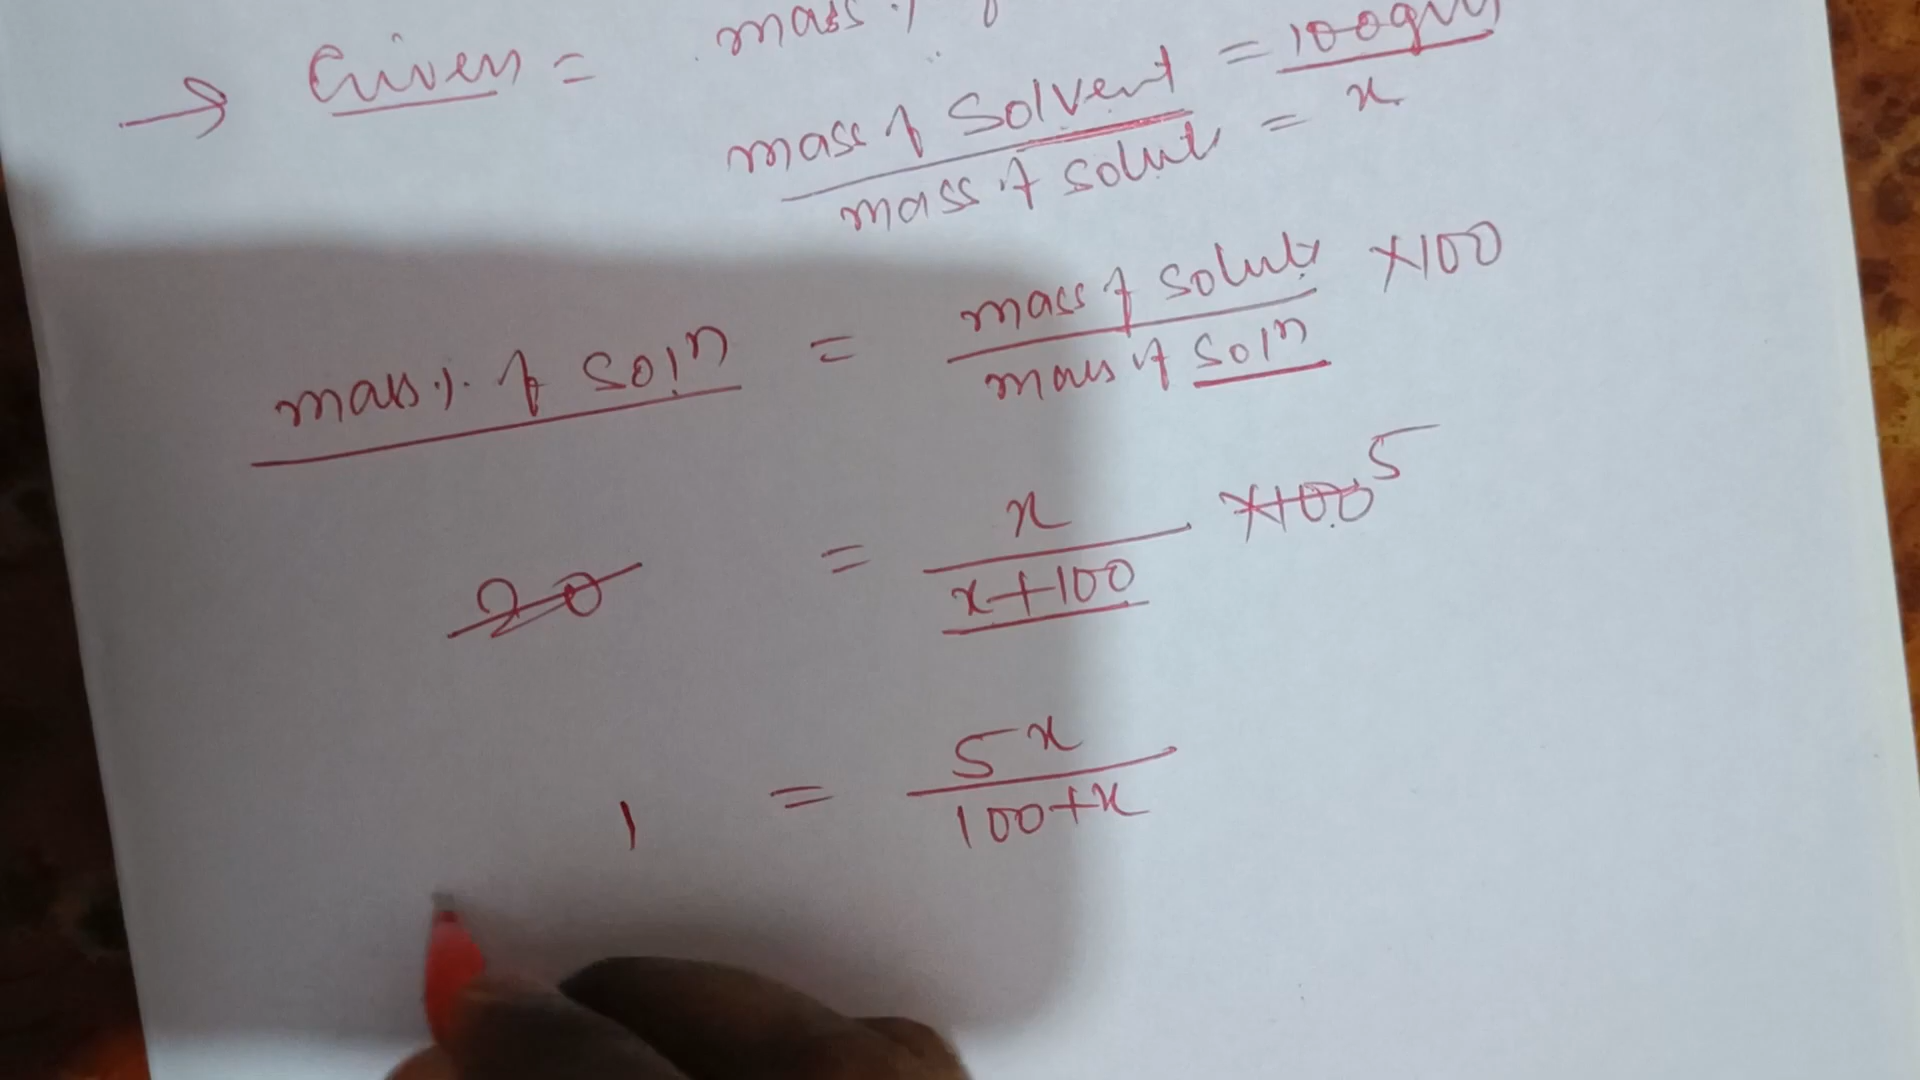 → Given = mass %
mass of Solvent = 100gm
mass of solute = x
mass % of soln = mass of solute / mass of soln ×100
20 = x / x+100 ×100 5
1 = 5x / 100+x